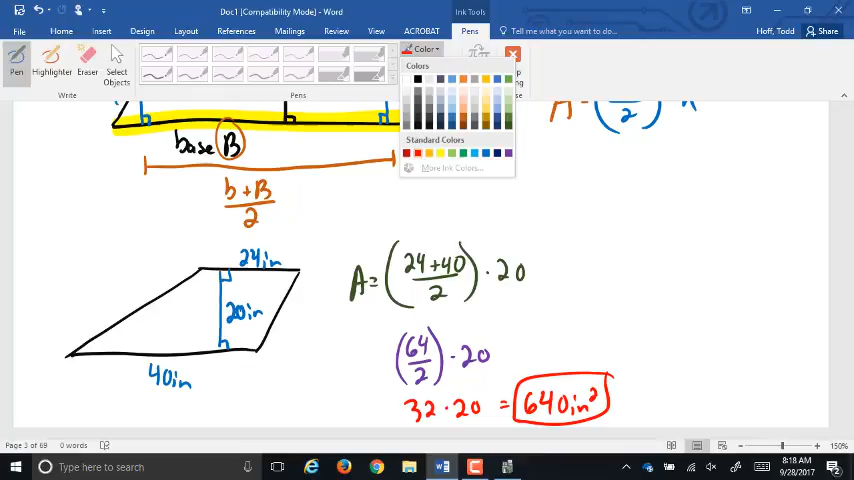 Doc1 [Compatibility Mode] - Word
Ink Tools
File Home Insert Design Layout References Mailings Review View ACROBAT Pens Tell me what you want to do... Hoff, Todd Share
Pen Highlighter Eraser Select Objects
Color
Write
Pens
Colors
Standard Colors
More Ink Colors...
base B
b + B
2
A =
2
24in
20in
40in
A = (24+40
2) · 20
(64
2) · 20
32 · 20 = 640in²
Page 3 of 69 0 words 150%
Type here to search
8:18 AM
9/28/2017
2